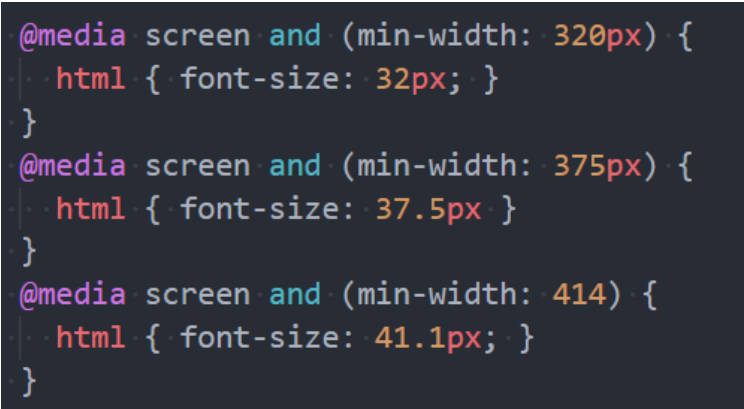 @media screen and (min-width: 320px) {
html { font-size: 32px; }
}
@media screen and (min-width: 375px) {
html { font-size: 37.5px }
}
@media screen and (min-width: 414) {
html { font-size: 41.1px; }
}